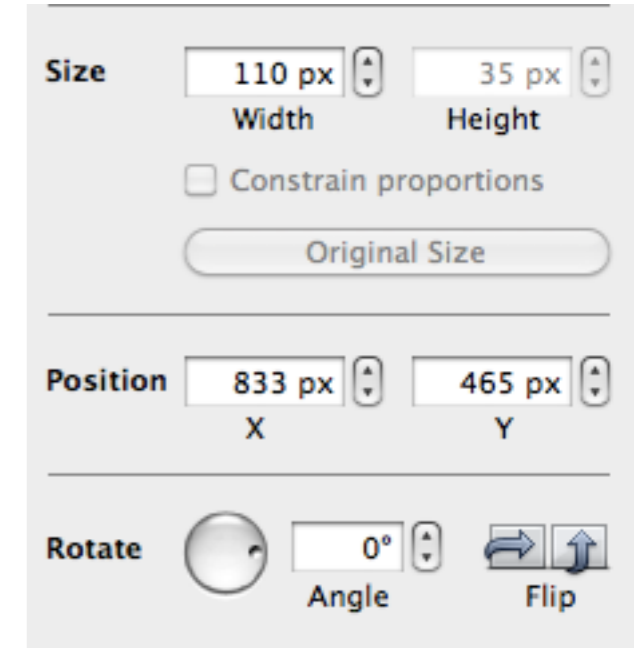 Size 110 px 35 px
Width Height
Constrain proportions
Original Size
Position 833 px 465 px
X Y
Rotate 0°
Angle Flip